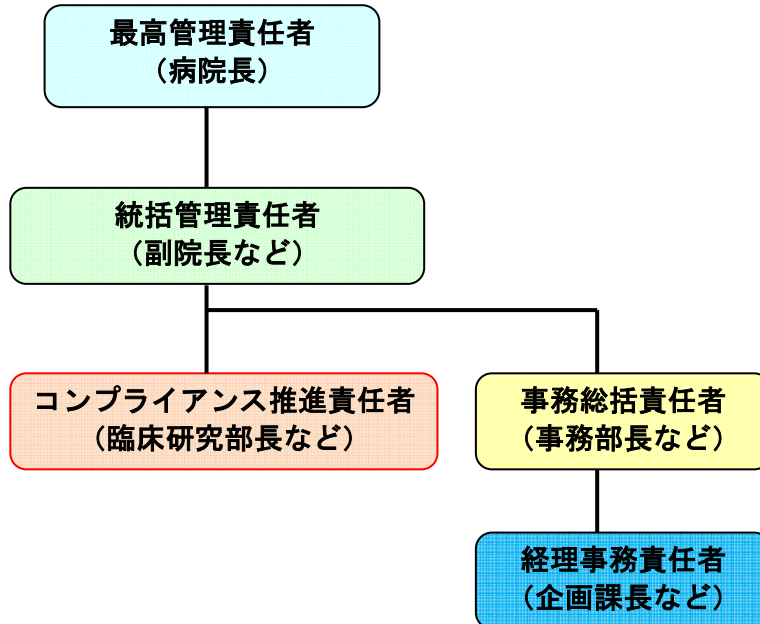 最高管理責任者
（病院長）
統括管理責任者
（副院長など）
コンプライアンス推進責任者
（臨床研究部長など）
事務総括責任者
（事務部長など）
経理事務責任者
（企画課長など）